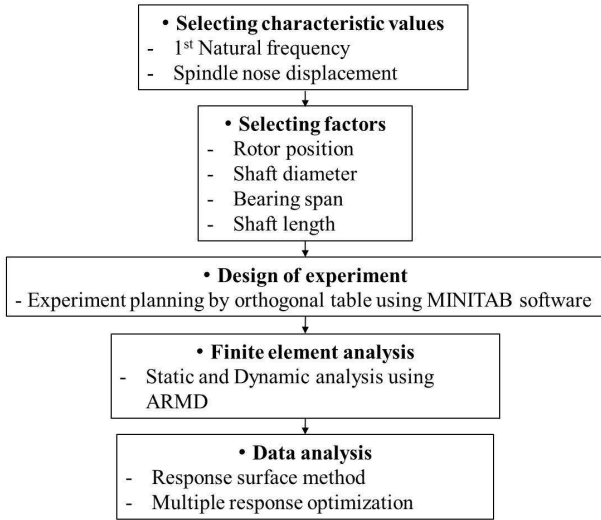 • Selecting characteristic values
- 1st Natural frequency
- Spindle nose displacement
• Selecting factors
- Rotor position
- Shaft diameter
- Bearing span
- Shaft length
• Design of experiment
- Experiment planning by orthogonal table using MINITAB software
• Finite element analysis
- Static and Dynamic analysis using
ARMD
• Data analysis
- Response surface method
- Multiple response optimization